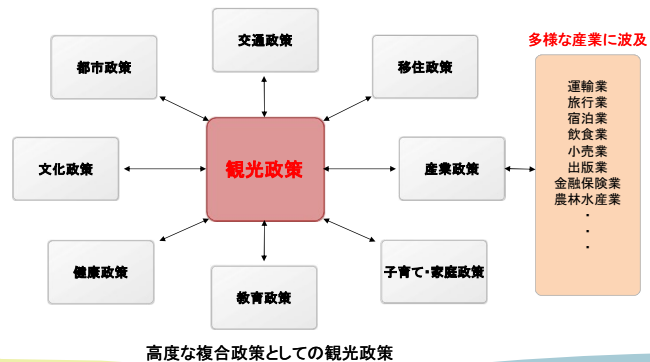 交通政策
多様な産業に波及
都市政策
移住政策
運輸業
旅行業
宿泊業
飲食業
小売業
出版業
金融保険業
農林水産業
・
・
・
文化政策
観光政策
産業政策
健康政策
教育政策
子育て・家庭政策
高度な複合政策としての観光政策